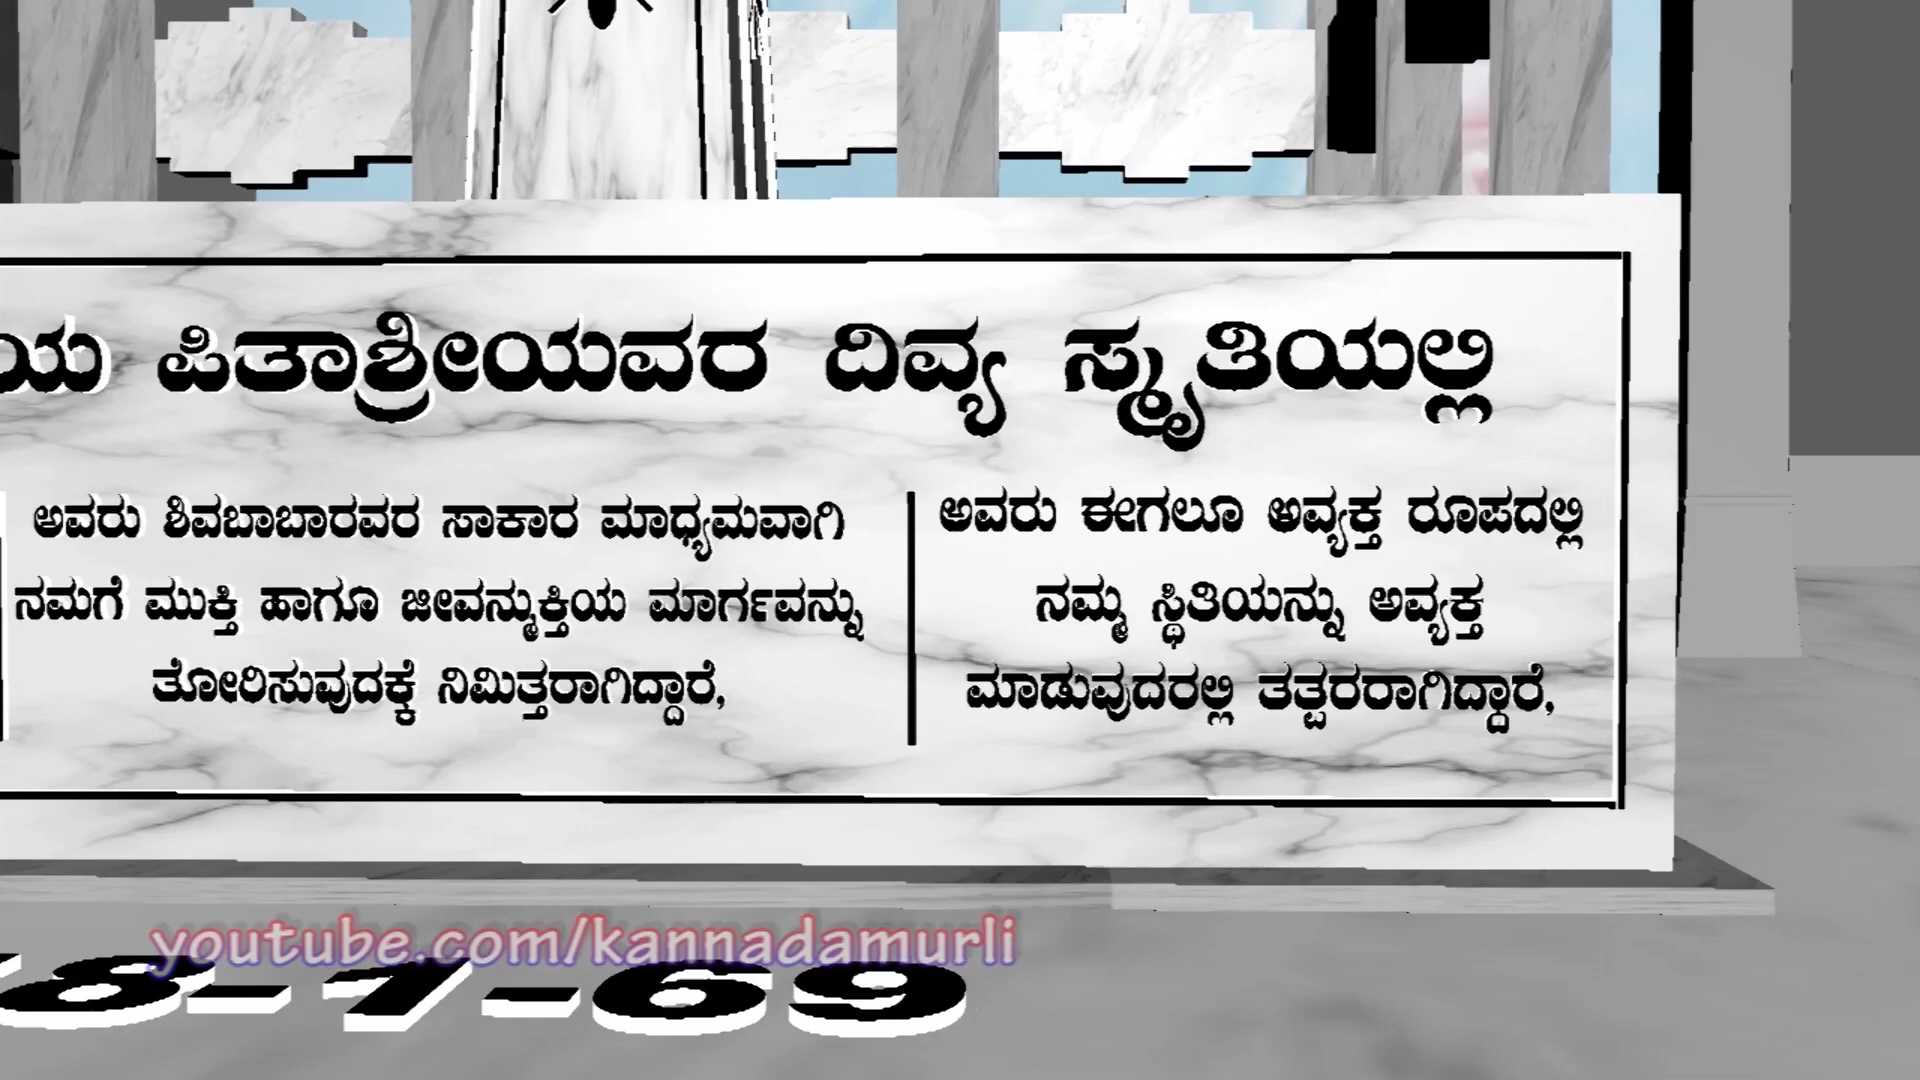 ಪಿತಾಶ್ರೀಯವರ ದಿವ್ಯ ಸ್ಮೃತಿಯಲ್ಲಿ
ಅವರು ಶಿವಬಾಬಾರವರ ಸಾಕಾರ ಮಾಧ್ಯಮವಾಗಿ
ನಮಗೆ ಮುಕ್ತಿ ಹಾಗೂ ಜೀವನ್ಮುಕ್ತಿಯ ಮಾರ್ಗವನ್ನು
ತೋರಿಸುವುದಕ್ಕೆ ನಿಮಿತ್ತರಾಗಿದ್ದಾರೆ,
ಅವರು ಈಗಲೂ ಅವ್ಯಕ್ತ ರೂಪದಲ್ಲಿ
ನಮ್ಮ ಸ್ಥಿತಿಯನ್ನು ಅವ್ಯಕ್ತ
ಮಾಡುವುದರಲ್ಲಿ ತತ್ಪರರಾಗಿದ್ದಾರೆ,
youtube.com/kannadamurli
8-1-69